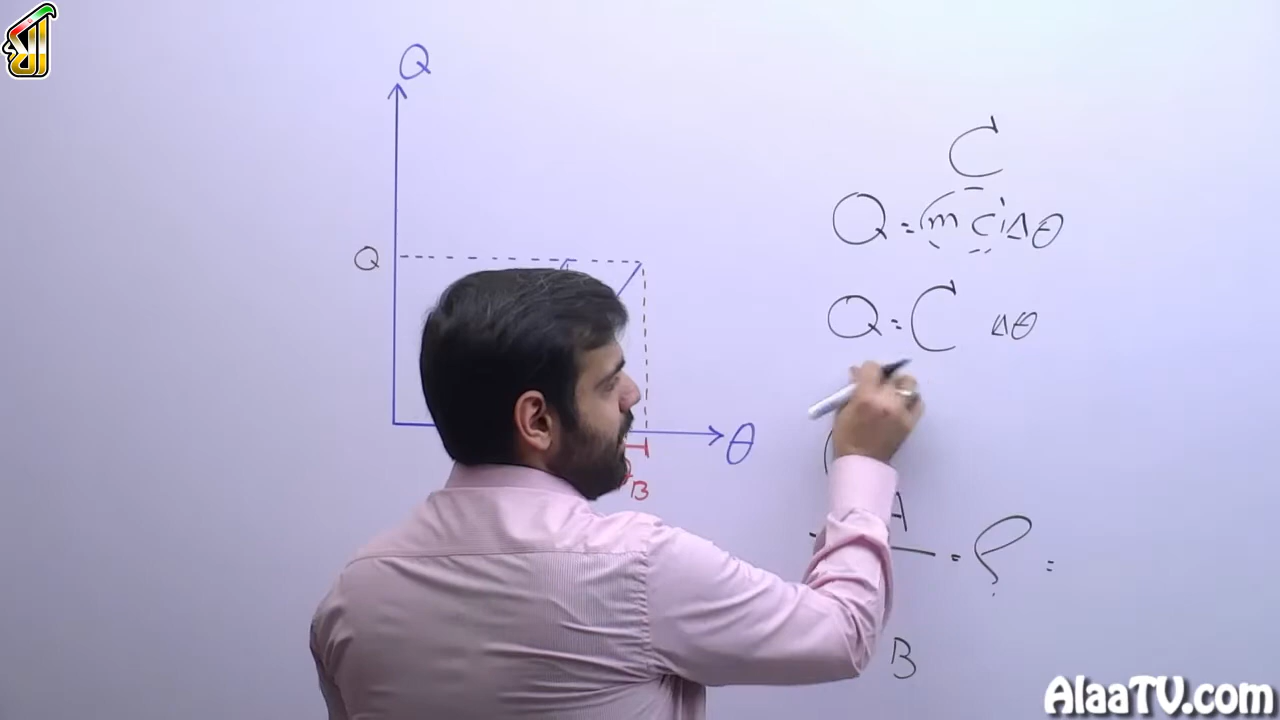 Q
Q
θ
B
C
Q = (m c) Δθ
Q = C Δθ
A
= ؟ =
B
AlaaTV.com